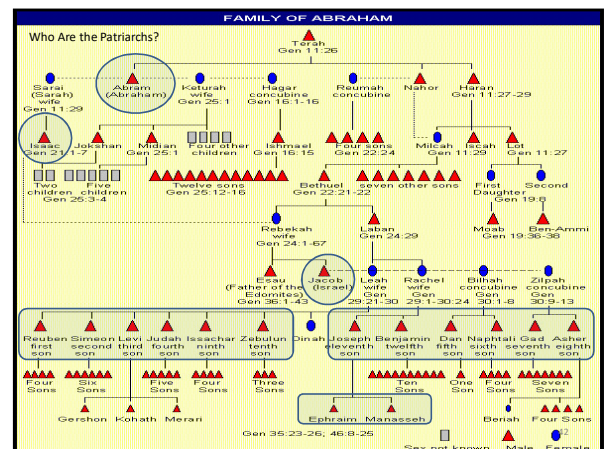 FAMILY OF ABRAHAM
Who Are the Patriarchs?
Terah
Gen 11:26
Sarai
(Sarah)
wife
Gen 11:29
Abram
(Abraham)
Keturah
wife
Gen 25:1
Hagar
concubine
Gen 16:1-16
Reumah
concubine
Nahor
Haran
Gen 11:27-29
Isaac
Gen 21:1-7
Jokshan
Midian
Gen 25:1
Four other
children
Ishmael
Gen 16:15
Four sons
Gen 22:24
Milcah
Gen 11:29
Iscah
Lot
Gen 11:27
Two
children
Five
children
Gen 25:3-4
Twelve sons
Gen 25:12-16
Bethuel
Gen 22:21-22
seven other sons
First
Daughter
Second
Gen 19:8
Moab
Ben-Ammi
Gen 19:36-38
Rebekah
wife
Gen 24:1-67
Laban
Gen 24:29
Esau
(Father of the
Edomites)
Gen 36:1-43
Jacob
(Israel)
Leah
wife
Gen
29:21-30
Rachel
wife
Gen
29:1-30:24
Bilhah
concubine
Gen
30:1-8
Zilpah
concubine
Gen
30:9-13
Reuben
first
son
Simeon
second
son
Levi
third
son
Judah
fourth
son
Issachar
ninth
son
Zebulun
tenth
son
Dinah
Joseph
eleventh
son
Benjamin
twelfth
son
Dan
fifth
son
Naphtali
sixth
son
Gad
seventh
son
Asher
eighth
son
Four
Sons
Six
Sons
Five
Sons
Four
Sons
Three
Sons
Ten
Sons
One
Son
Four
Sons
Seven
Sons
Gershon
Kohath
Merari
Ephraim
Manasseh
Beriah
Four Sons
Gen 35:23-26; 46:8-25
42
Sex not known
Male
Female